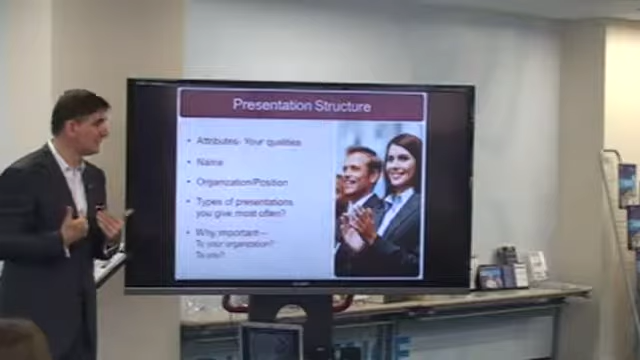 Presentation Structure
• Attributes- Your qualities
• Name
• Organization/Position
• Types of presentations
you give most often?
• Why important—
To your organization?
To you?